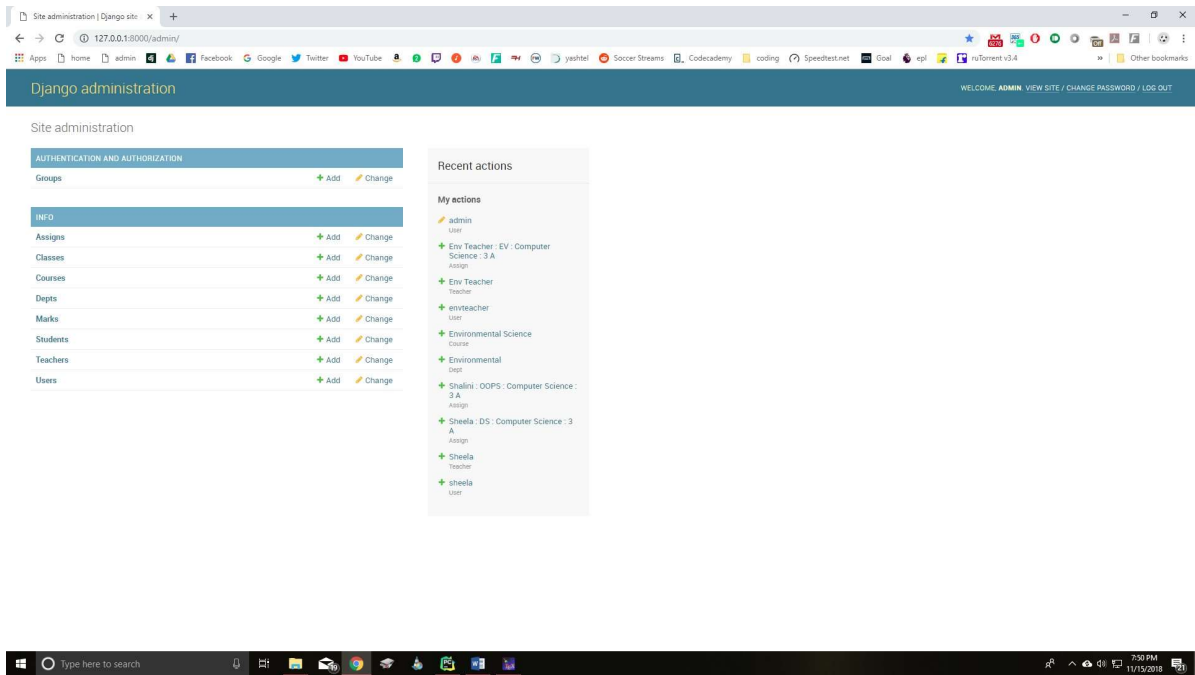 Site administration | Django site
127.0.0.1:8000/admin/
6276
Off
Apps home admin Facebook Google Twitter YouTube yashtel Soccer Streams Codecademy coding Speedtest.net Goal epl ruTorrent v3.4 » Other bookmarks
Django administration
WELCOME, ADMIN. VIEW SITE / CHANGE PASSWORD / LOG OUT
Site administration
AUTHENTICATION AND AUTHORIZATION
Groups Add Change
INFO
Assigns Add Change
Classes Add Change
Courses Add Change
Depts Add Change
Marks Add Change
Students Add Change
Teachers Add Change
Users Add Change
Recent actions
My actions
admin
User
Env Teacher : EV : Computer
Science : 3 A
Assign
Env Teacher
Teacher
envteacher
User
Environmental Science
Course
Environmental
Dept
Shalini : OOPS : Computer Science :
3 A
Assign
Sheela : DS : Computer Science : 3
A
Assign
Sheela
Teacher
sheela
User
Type here to search
19
7:50 PM
11/15/2018
21